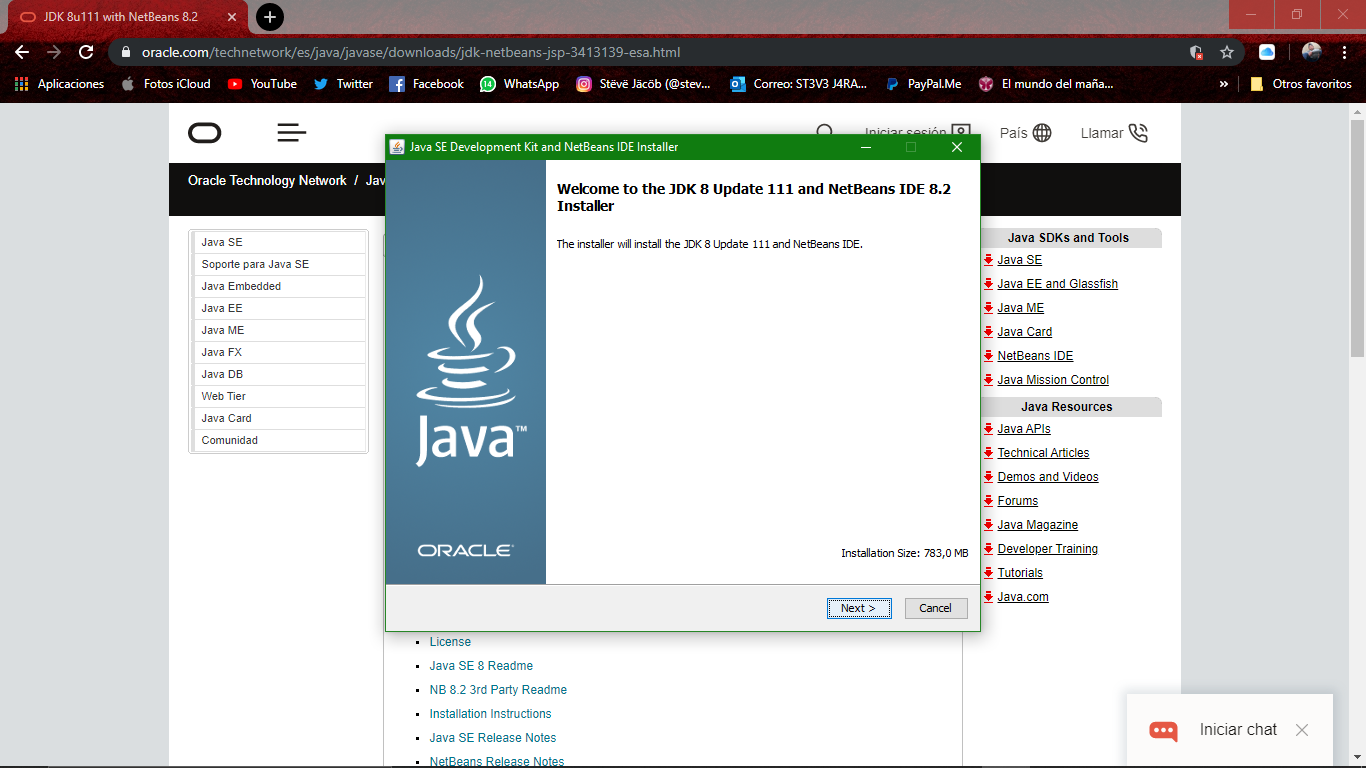 JDK 8u111 with NetBeans 8.2
oracle.com/technetwork/es/java/javase/downloads/jdk-netbeans-jsp-3413139-esa.html
Aplicaciones
Fotos iCloud
YouTube
Twitter
Facebook
14
WhatsApp
Stëvë Jäcöb (@stev...
Correo: ST3V3 J4RA...
PayPal.Me
El mundo del maña...
»
Otros favoritos
Iniciar sesión
País
Llamar
Oracle Technology Network / Jav
Java SE
Soporte para Java SE
Java Embedded
Java EE
Java ME
Java FX
Java DB
Web Tier
Java Card
Comunidad
Java SE Development Kit and NetBeans IDE Installer
Welcome to the JDK 8 Update 111 and NetBeans IDE 8.2
Installer
The installer will install the JDK 8 Update 111 and NetBeans IDE.
Java™
ORACLE®
Installation Size: 783,0 MB
Next >
Cancel
License
Java SE 8 Readme
NB 8.2 3rd Party Readme
Installation Instructions
Java SE Release Notes
NetBeans Release Notes
Java SDKs and Tools
Java SE
Java EE and Glassfish
Java ME
Java Card
NetBeans IDE
Java Mission Control
Java Resources
Java APIs
Technical Articles
Demos and Videos
Forums
Java Magazine
Developer Training
Tutorials
Java.com
Iniciar chat